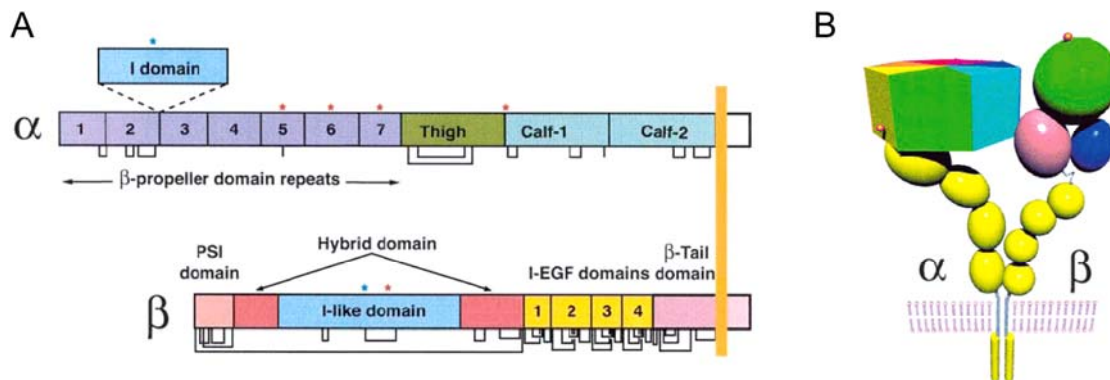 A
I domain
α
1 2 3 4 5 6 7 Thigh Calf-1 Calf-2
β-propeller domain repeats
PSI domain
Hybrid domain
I-EGF domains
β-Tail domain
β
I-like domain
1 2 3 4
B
α
β